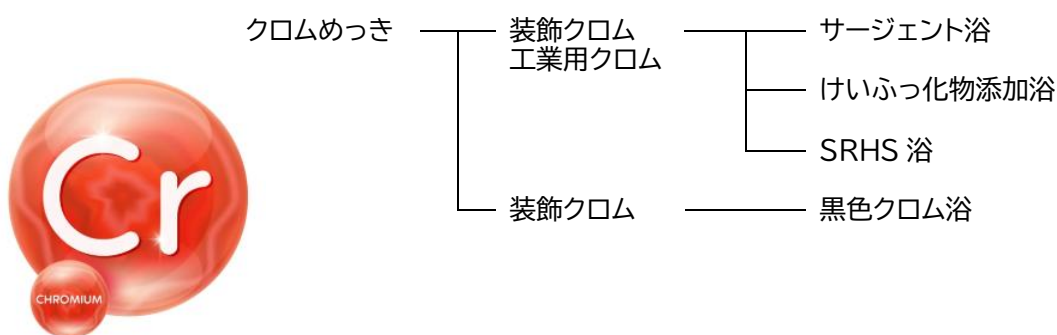 クロムめっき
装飾クロム
工業用クロム
サージェント浴
けいふっ化物添加浴
SRHS 浴
装飾クロム
黒色クロム浴
Cr
CHROMIUM